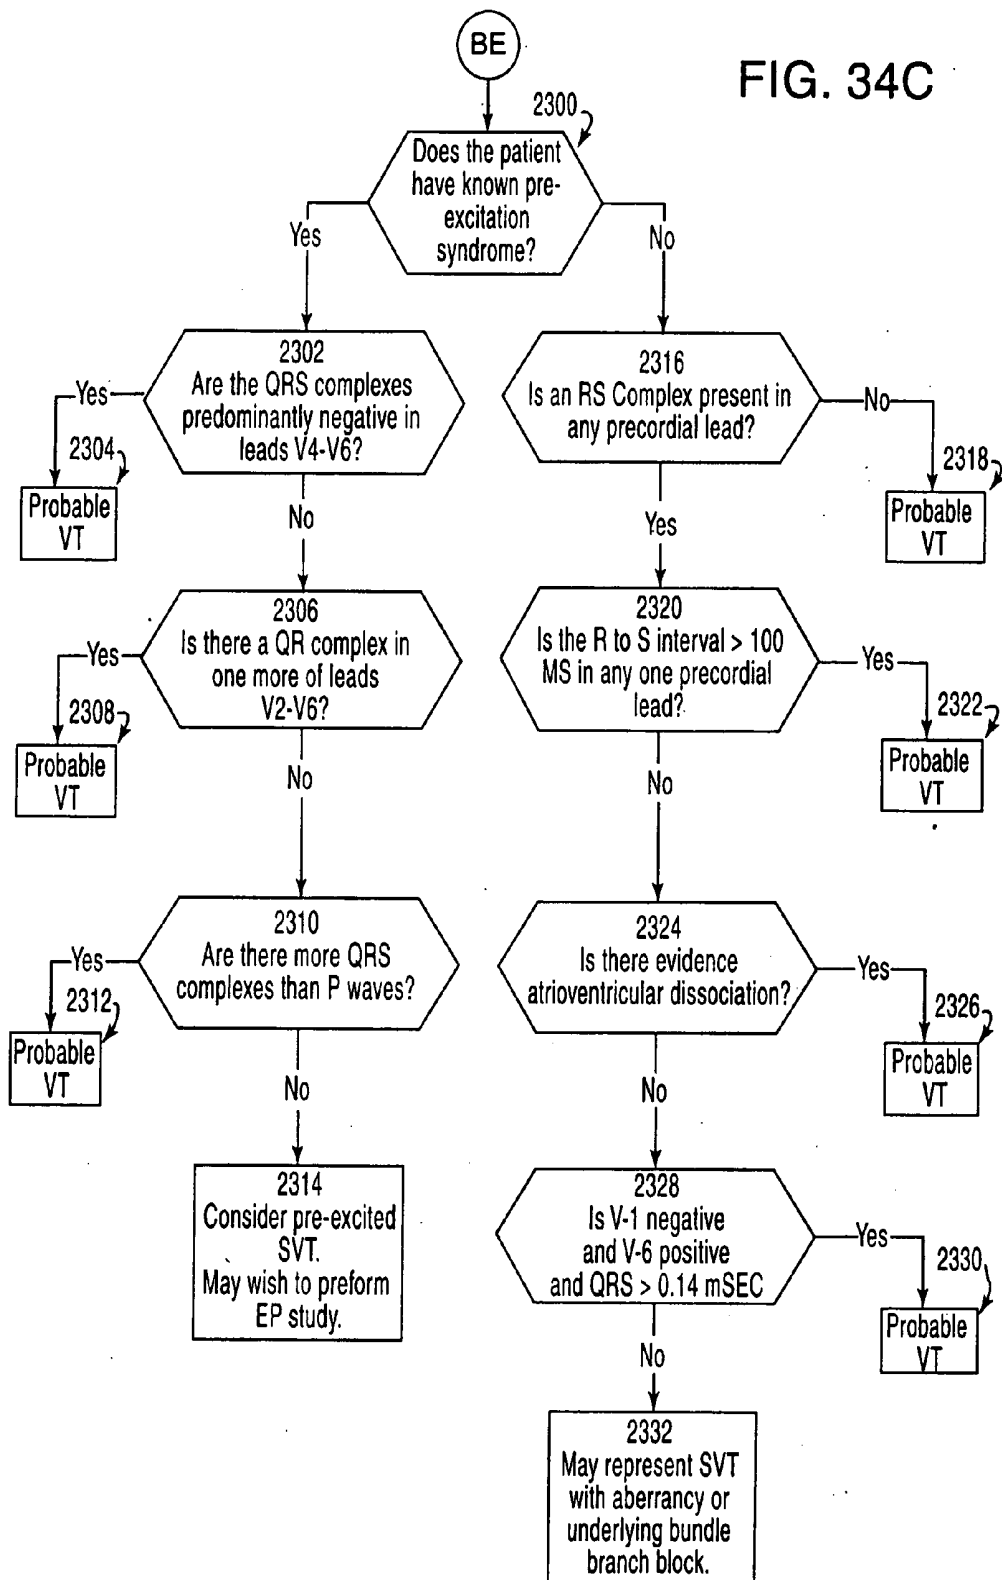 BE
FIG. 34C
2300
Does the patient
have known pre-
excitation
syndrome?
Yes
No
2302
Are the QRS complexes
predominantly negative in
leads V4-V6?
2316
Is an RS Complex present in
any precordial lead?
Yes
No
2304
Probable
VT
2318
Probable
VT
No
Yes
2306
Is there a QR complex in
one more of leads
V2-V6?
2320
Is the R to S interval > 100
MS in any one precordial
lead?
Yes
Yes
2308
Probable
VT
2322
Probable
VT
No
No
2310
Are there more QRS
complexes than P waves?
2324
Is there evidence
atrioventricular dissociation?
Yes
Yes
2312
Probable
VT
2326
Probable
VT
No
No
2314
Consider pre-excited
SVT.
May wish to preform
EP study.
2328
Is V-1 negative
and V-6 positive
and QRS > 0.14 mSEC
Yes
2330
Probable
VT
No
2332
May represent SVT
with aberrancy or
underlying bundle
branch block.